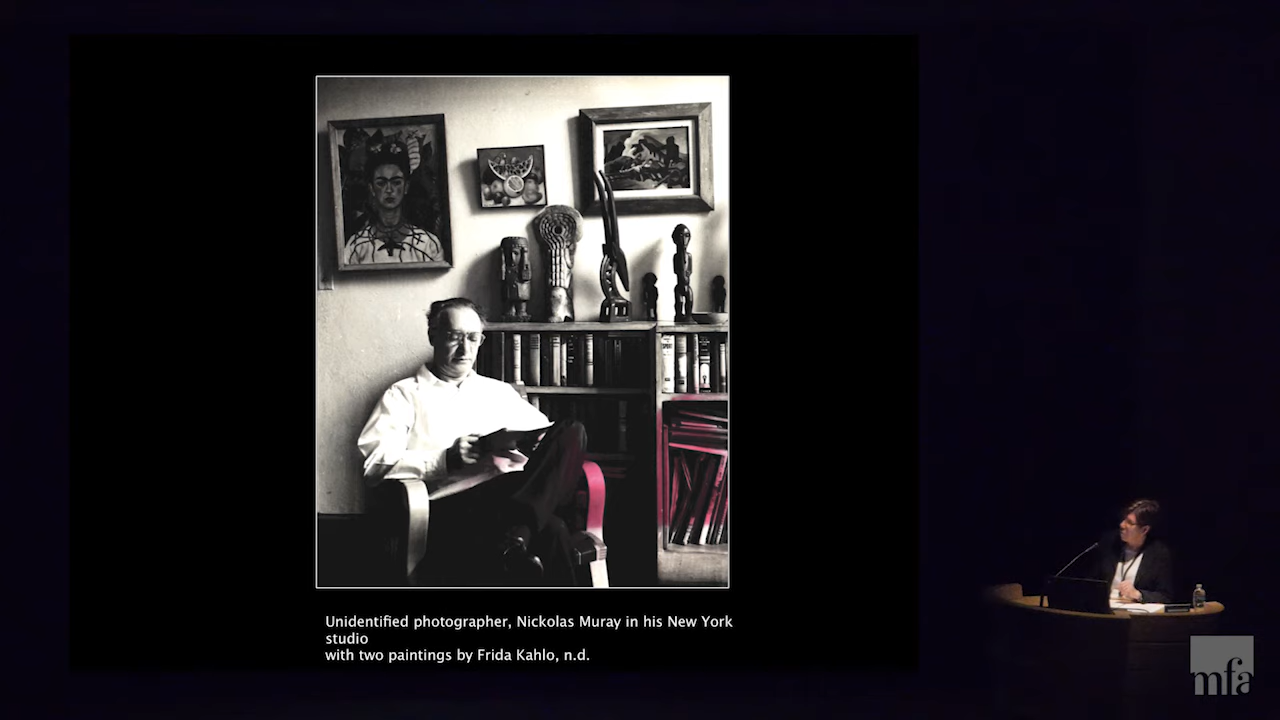 Unidentified photographer, Nickolas Muray in his New York
studio
with two paintings by Frida Kahlo, n.d.
mfa